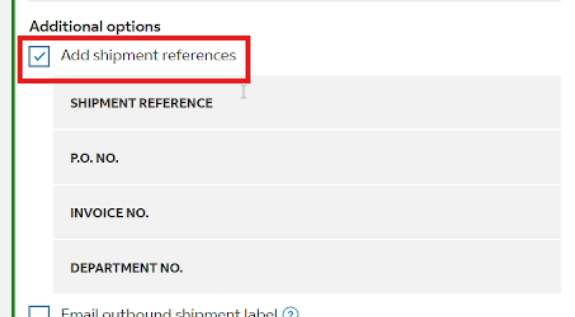 Additional options
Add shipment references
SHIPMENT REFERENCE
P.O. NO.
INVOICE NO.
DEPARTMENT NO.
Email outbound shipment label